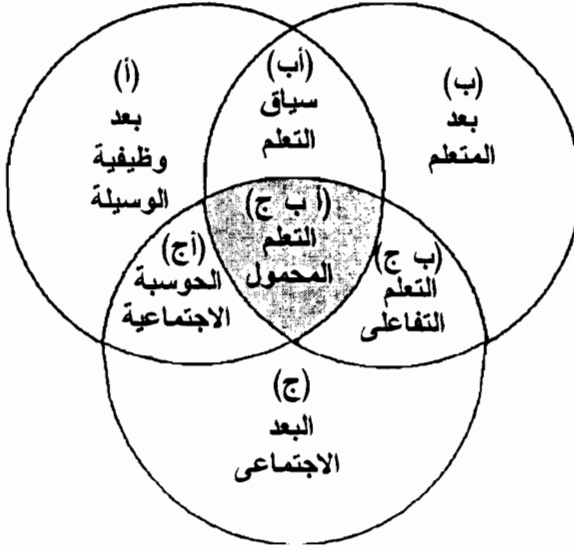 (أ)
بعد
وظيفية
الوسيلة
(أب)
سياق
التعلم
(ب)
بعد
المتعلم
(أ ب ج)
التعلم
المحمول
(أج)
الحوسبة
الاجتماعية
(ب ج)
التعلم
التفاعلى
(ج)
البعد
الاجتماعى